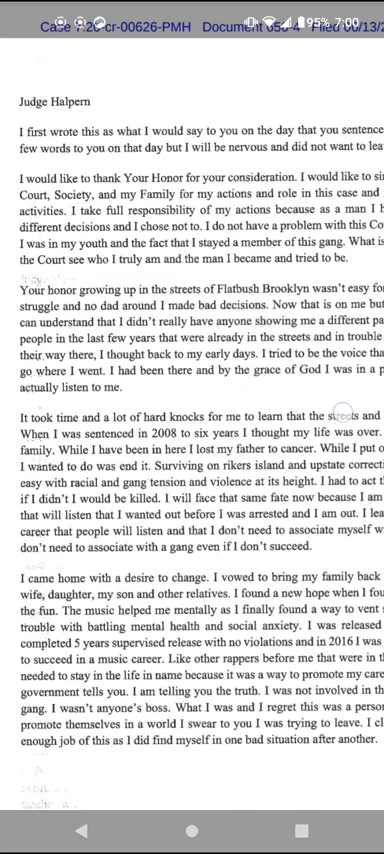 Case 7:20-cr-00626-PMH Document 656-4 Filed 06/13/2
95% 7:00
Judge Halpern
I first wrote this as what I would say to you on the day that you sentence
few words to you on that day but I will be nervous and did not want to lea
I would like to thank Your Honor for your consideration. I would like to si
Court, Society, and my Family for my actions and role in this case and
activities. I take full responsibility of my actions because as a man I h
different decisions and I chose not to. I do not have a problem with this Co
I was in my youth and the fact that I stayed a member of this gang. What is
the Court see who I truly am and the man I became and tried to be.
Your honor growing up in the streets of Flatbush Brooklyn wasn't easy for
struggle and no dad around I made bad decisions. Now that is on me but
can understand that I didn't really have anyone showing me a different pa
people in the last few years that were already in the streets and in trouble
their way there, I thought back to my early days. I tried to be the voice tha
go where I went. I had been there and by the grace of God I was in a p
actually listen to me.
It took time and a lot of hard knocks for me to learn that the streets and
When I was sentenced in 2008 to six years I thought my life was over.
family. While I have been in here I lost my father to cancer. While I put o
I wanted to do was end it. Surviving on rikers island and upstate correcti
easy with racial and gang tension and violence at its height. I had to act t
if I didn't I would be killed. I will face that same fate now because I am
that will listen that I wanted out before I was arrested and I am out. I lea
career that people will listen and that I don't need to associate myself w
don't need to associate with a gang even if I don't succeed.
I came home with a desire to change. I vowed to bring my family back
wife, daughter, my son and other relatives. I found a new hope when I fou
the fun. The music helped me mentally as I finally found a way to vent
trouble with battling mental health and social anxiety. I was released
completed 5 years supervised release with no violations and in 2016 I was
to succeed in a music career. Like other rappers before me that were in t
needed to stay in the life in name because it was a way to promote my care
government tells you. I am telling you the truth. I was not involved in th
gang. I wasn't anyone's boss. What I was and I regret this was a person
promote themselves in a world I swear to you I was trying to leave. I cl
enough job of this as I did find myself in one bad situation after another.